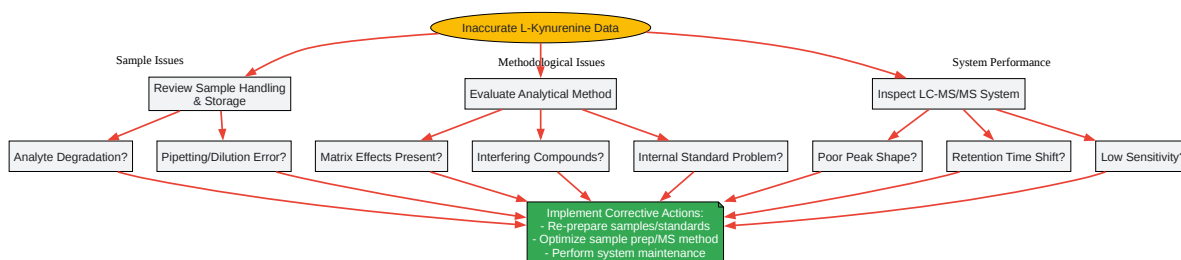 Inaccurate L-Kynurenine Data
Sample Issues
Methodological Issues
System Performance
Review Sample Handling
& Storage
Evaluate Analytical Method
Inspect LC-MS/MS System
Analyte Degradation?
Pipetting/Dilution Error?
Matrix Effects Present?
Interfering Compounds?
Internal Standard Problem?
Poor Peak Shape?
Retention Time Shift?
Low Sensitivity?
Implement Corrective Actions:
- Re-prepare samples/standards
- Optimize sample prep/MS method
- Perform system maintenance